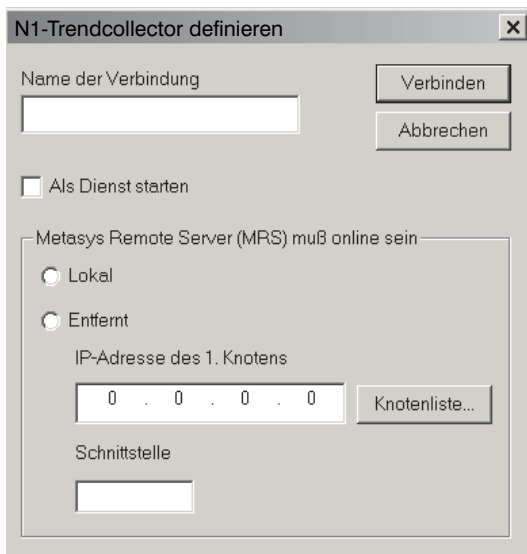 N1-Trendcollector definieren
Name der Verbindung
Verbinden
Abbrechen
Als Dienst starten
Metasys Remote Server (MRS) muß online sein
Lokal
Entfernt
IP-Adresse des 1. Knotens
0 . 0 . 0 . 0
Knotenliste...
Schnittstelle